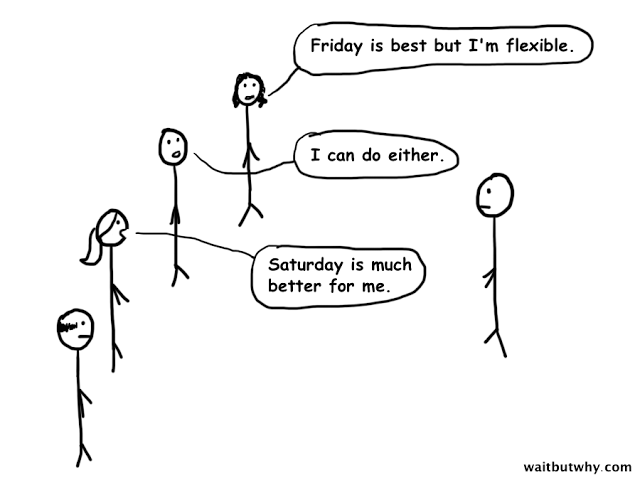 Friday is best but I'm flexible.
I can do either.
Saturday is much
better for me.
waitbutwhy.com